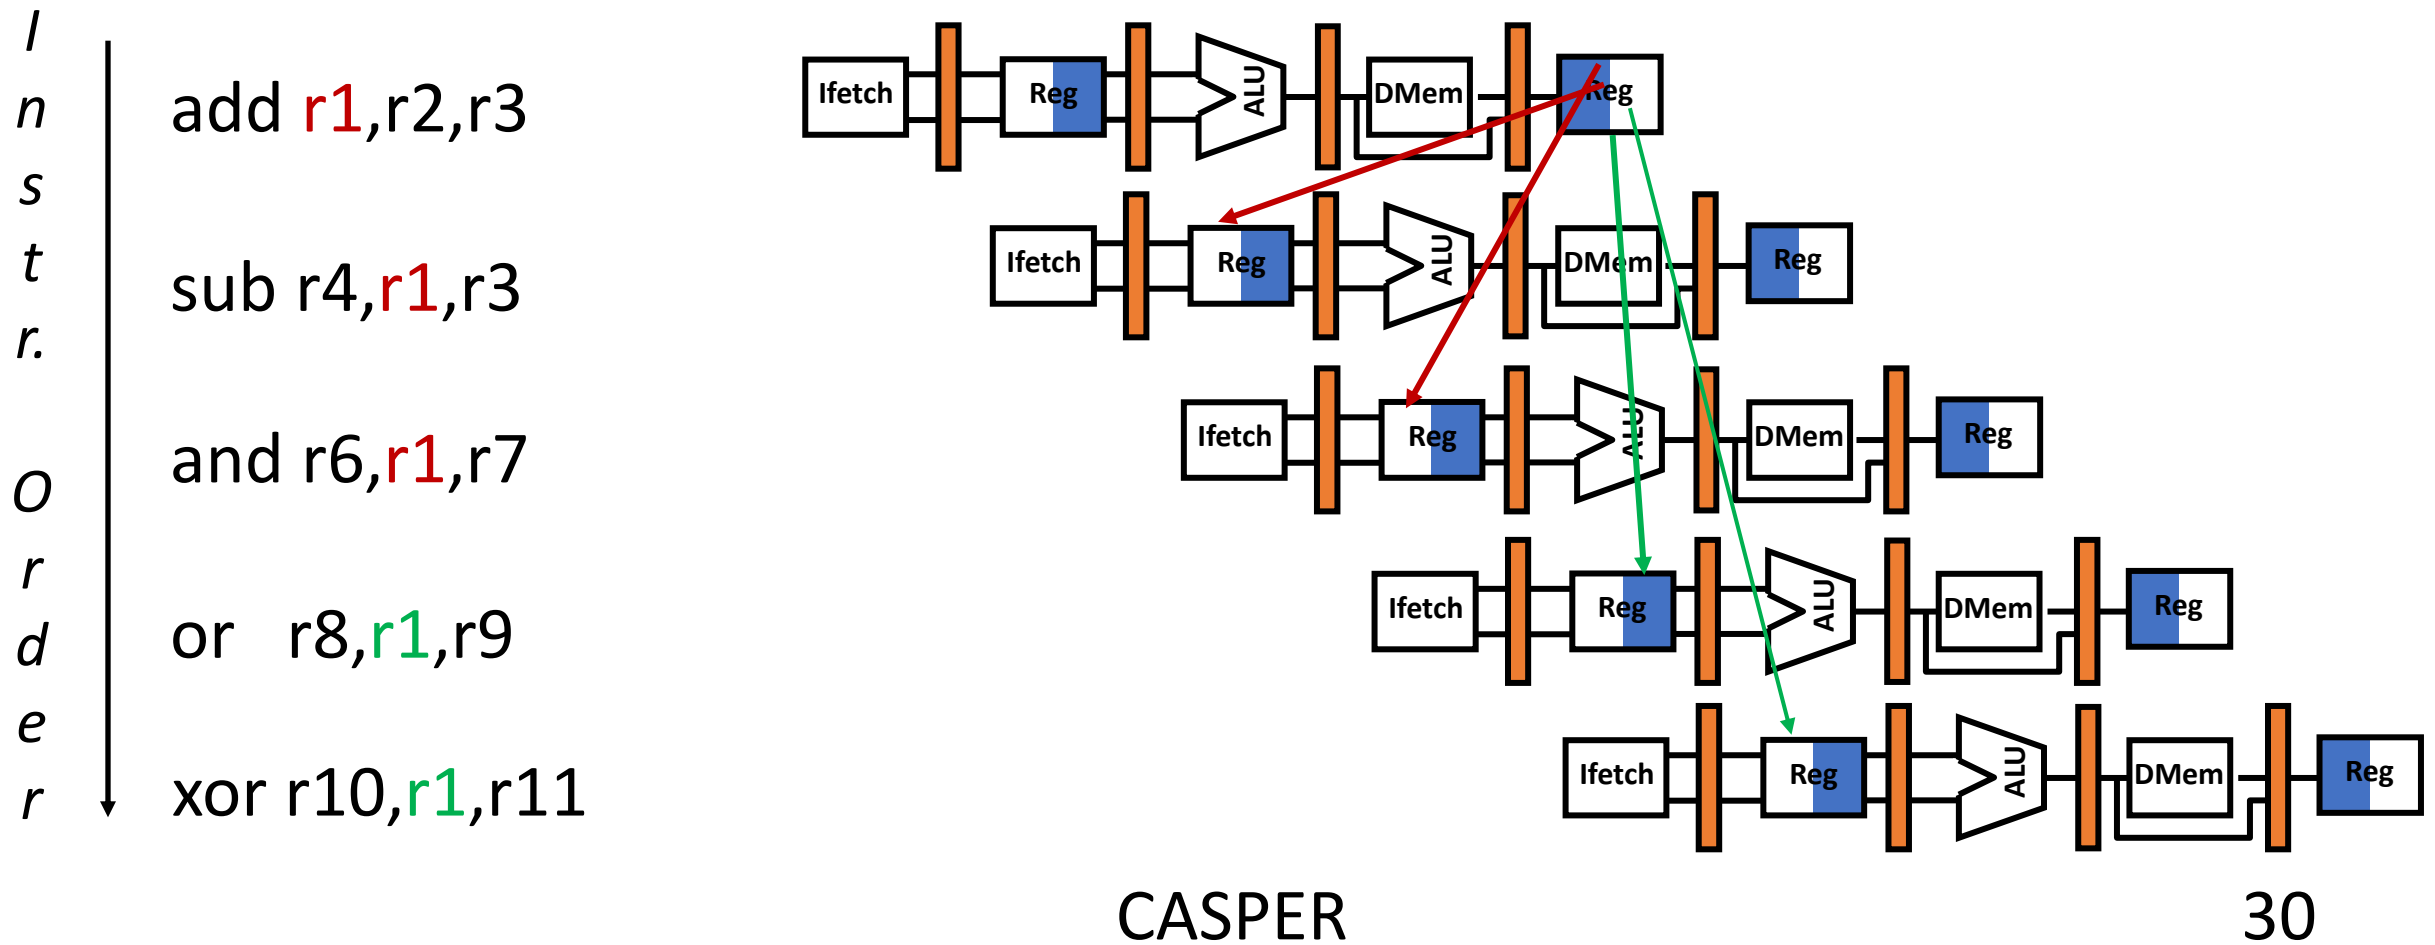 Instr. Order
add r1,r2,r3
Ifetch Reg ALU DMem Reg
sub r4,r1,r3
Ifetch Reg ALU DMem Reg
and r6,r1,r7
Ifetch Reg ALU DMem Reg
or r8,r1,r9
Ifetch Reg ALU DMem Reg
xor r10,r1,r11
Ifetch Reg ALU DMem Reg
CASPER
30